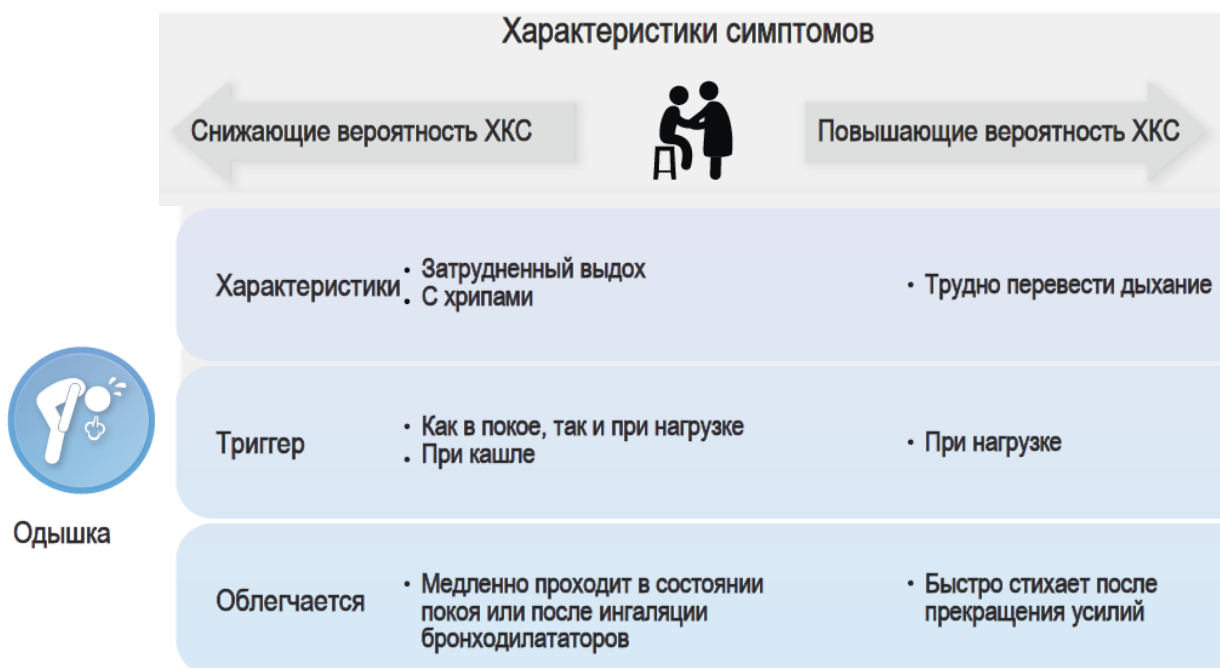 Характеристики симптомов
Снижающие вероятность ХКС
Повышающие вероятность ХКС
Характеристики
• Затрудненный выдох
• С хрипами
• Трудно перевести дыхание
Одышка
Триггер
• Как в покое, так и при нагрузке
• При кашле
• При нагрузке
Облегчается
• Медленно проходит в состоянии
покоя или после ингаляции
бронходилататоров
• Быстро стихает после
прекращения усилий